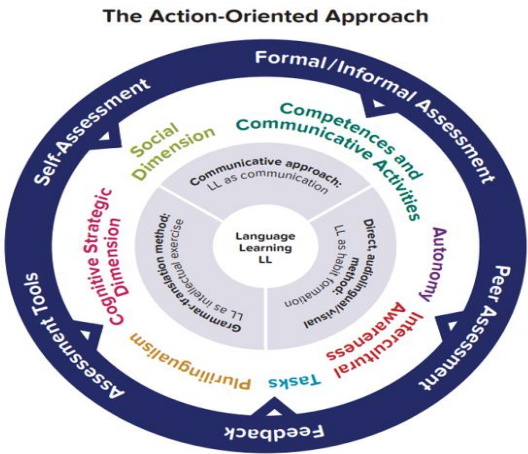 The Action-Oriented Approach
Formal/Informal Assessment
Peer Assessment
Feedback
Assessment Tools
Self-Assessment
Social
Dimension
Competences and
Communicative Activities
Autonomy
Intercultural
Awareness
Tasks
Plurilingualism
Cognitive Strategic
Dimension
Communicative approach:
LL as communication
Direct, audiolingual/visual
method:
LL as habit formation
Grammar-translation method:
LL as intellectual exercise
Language
Learning
LL